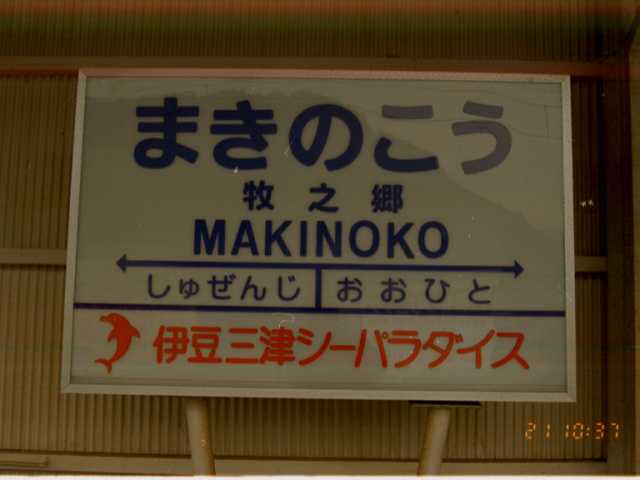 まきのこう
牧之郷
MAKINOKO
しゅぜんじ おおひと
伊豆三津シーパラダイス
21 10:37